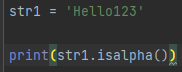 str1 = 'Hello123'
print(str1.isalpha())